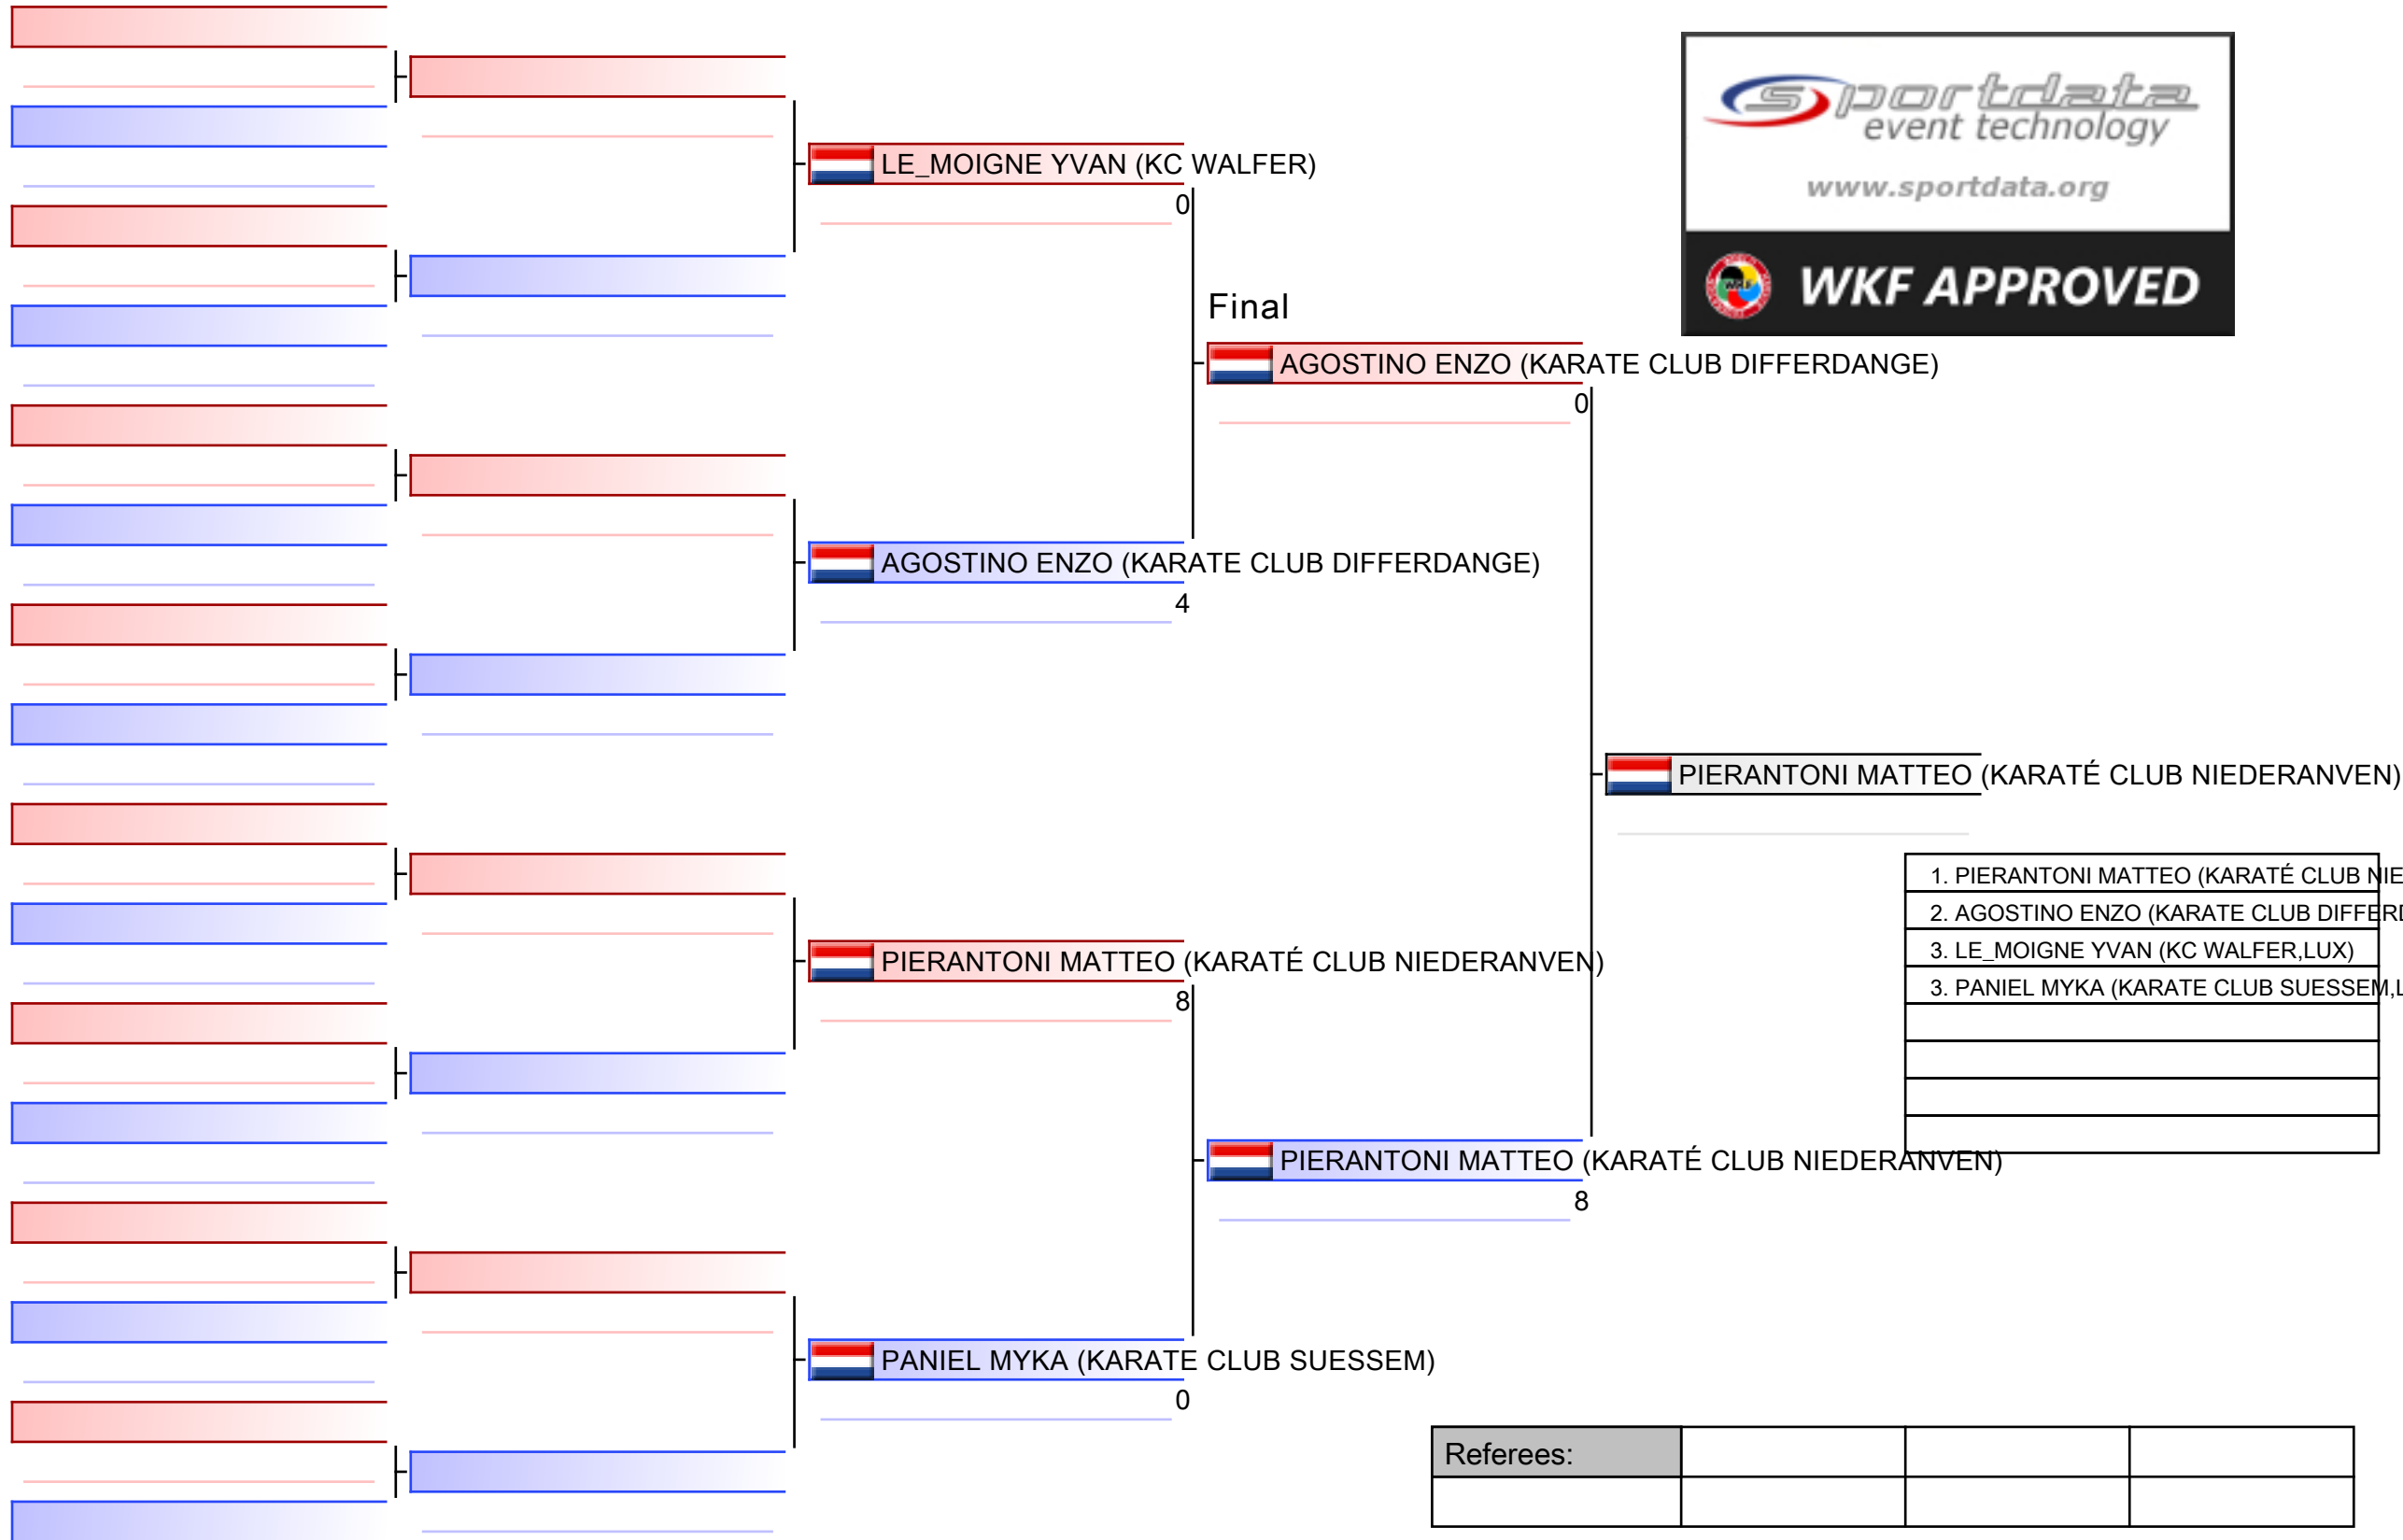 sportdata
event technology
www.sportdata.org
WKF APPROVED
LE_MOIGNE YVAN (KC WALFER)
0
Final
AGOSTINO ENZO (KARATE CLUB DIFFERDANGE)
0
AGOSTINO ENZO (KARATE CLUB DIFFERDANGE)
4
PIERANTONI MATTEO (KARATÉ CLUB NIEDERANVEN)
1. PIERANTONI MATTEO (KARATÉ CLUB NIE
2. AGOSTINO ENZO (KARATE CLUB DIFFERD
3. LE_MOIGNE YVAN (KC WALFER,LUX)
3. PANIEL MYKA (KARATE CLUB SUESSEM,L
PIERANTONI MATTEO (KARATÉ CLUB NIEDERANVEN)
8
PIERANTONI MATTEO (KARATÉ CLUB NIEDERANVEN)
8
PANIEL MYKA (KARATE CLUB SUESSEM)
0
Referees: